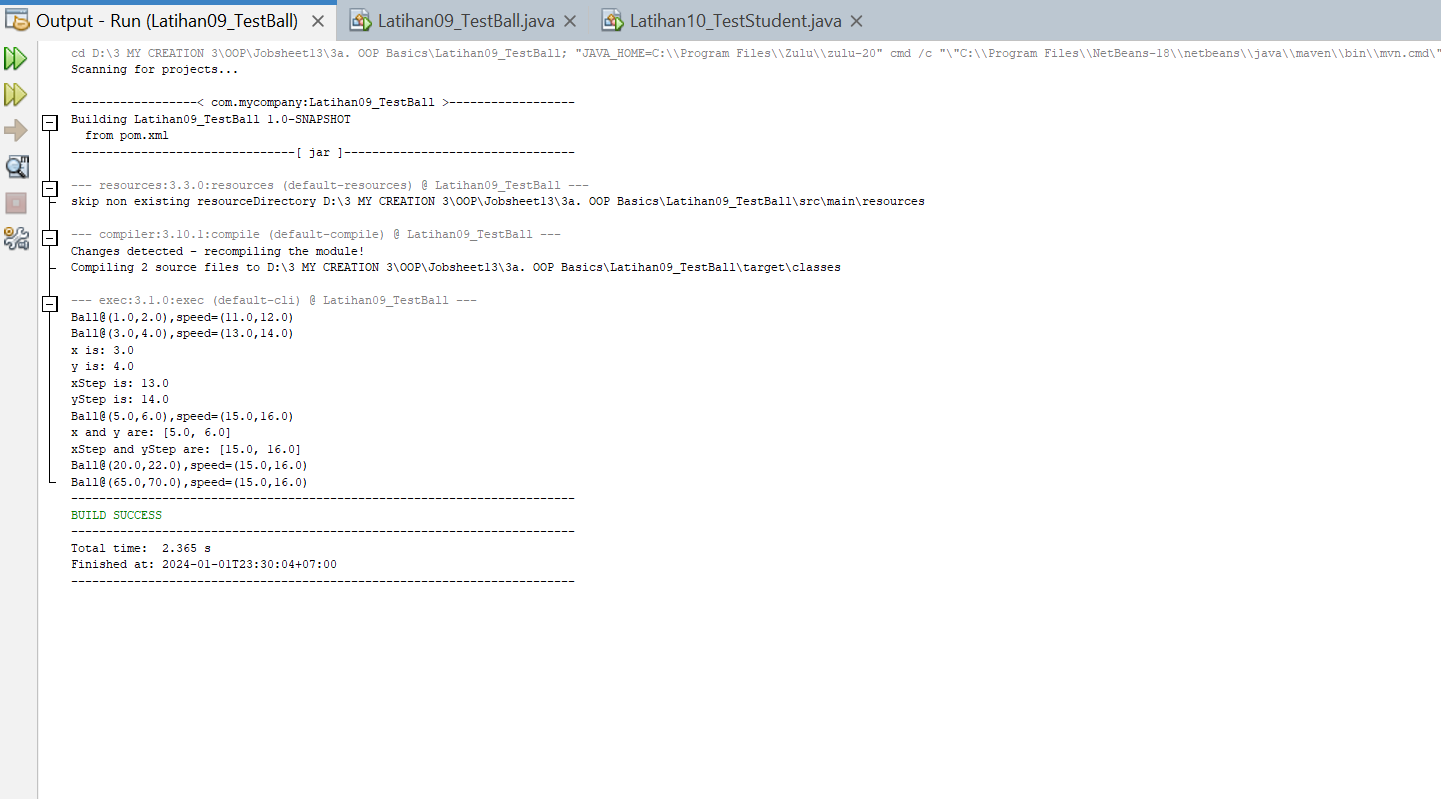 Output - Run (Latihan09_TestBall)
Latihan09_TestBall.java
Latihan10_TestStudent.java
cd D:\3 MY CREATION 3\OOP\Jobsheet13\3a. OOP Basics\Latihan09_TestBall; "JAVA_HOME=C:\\Program Files\\Zulu\\zulu-20" cmd /c "\"C:\\Program Files\\NetBeans-18\\netbeans\\java\\maven\\bin\\mvn.cmd\"
Scanning for projects...
------------------< com.mycompany:Latihan09_TestBall >------------------
Building Latihan09_TestBall 1.0-SNAPSHOT
from pom.xml
--------------------------------[ jar ]---------------------------------
--- resources:3.3.0:resources (default-resources) @ Latihan09_TestBall ---
skip non existing resourceDirectory D:\3 MY CREATION 3\OOP\Jobsheet13\3a. OOP Basics\Latihan09_TestBall\src\main\resources
--- compiler:3.10.1:compile (default-compile) @ Latihan09_TestBall ---
Changes detected - recompiling the module!
Compiling 2 source files to D:\3 MY CREATION 3\OOP\Jobsheet13\3a. OOP Basics\Latihan09_TestBall\target\classes
--- exec:3.1.0:exec (default-cli) @ Latihan09_TestBall ---
Ball@(1.0,2.0),speed=(11.0,12.0)
Ball@(3.0,4.0),speed=(13.0,14.0)
x is: 3.0
y is: 4.0
xStep is: 13.0
yStep is: 14.0
Ball@(5.0,6.0),speed=(15.0,16.0)
x and y are: [5.0, 6.0]
xStep and yStep are: [15.0, 16.0]
Ball@(20.0,22.0),speed=(15.0,16.0)
Ball@(65.0,70.0),speed=(15.0,16.0)
------------------------------------------------------------------------
BUILD SUCCESS
------------------------------------------------------------------------
Total time:  2.365 s
Finished at: 2024-01-01T23:30:04+07:00
------------------------------------------------------------------------